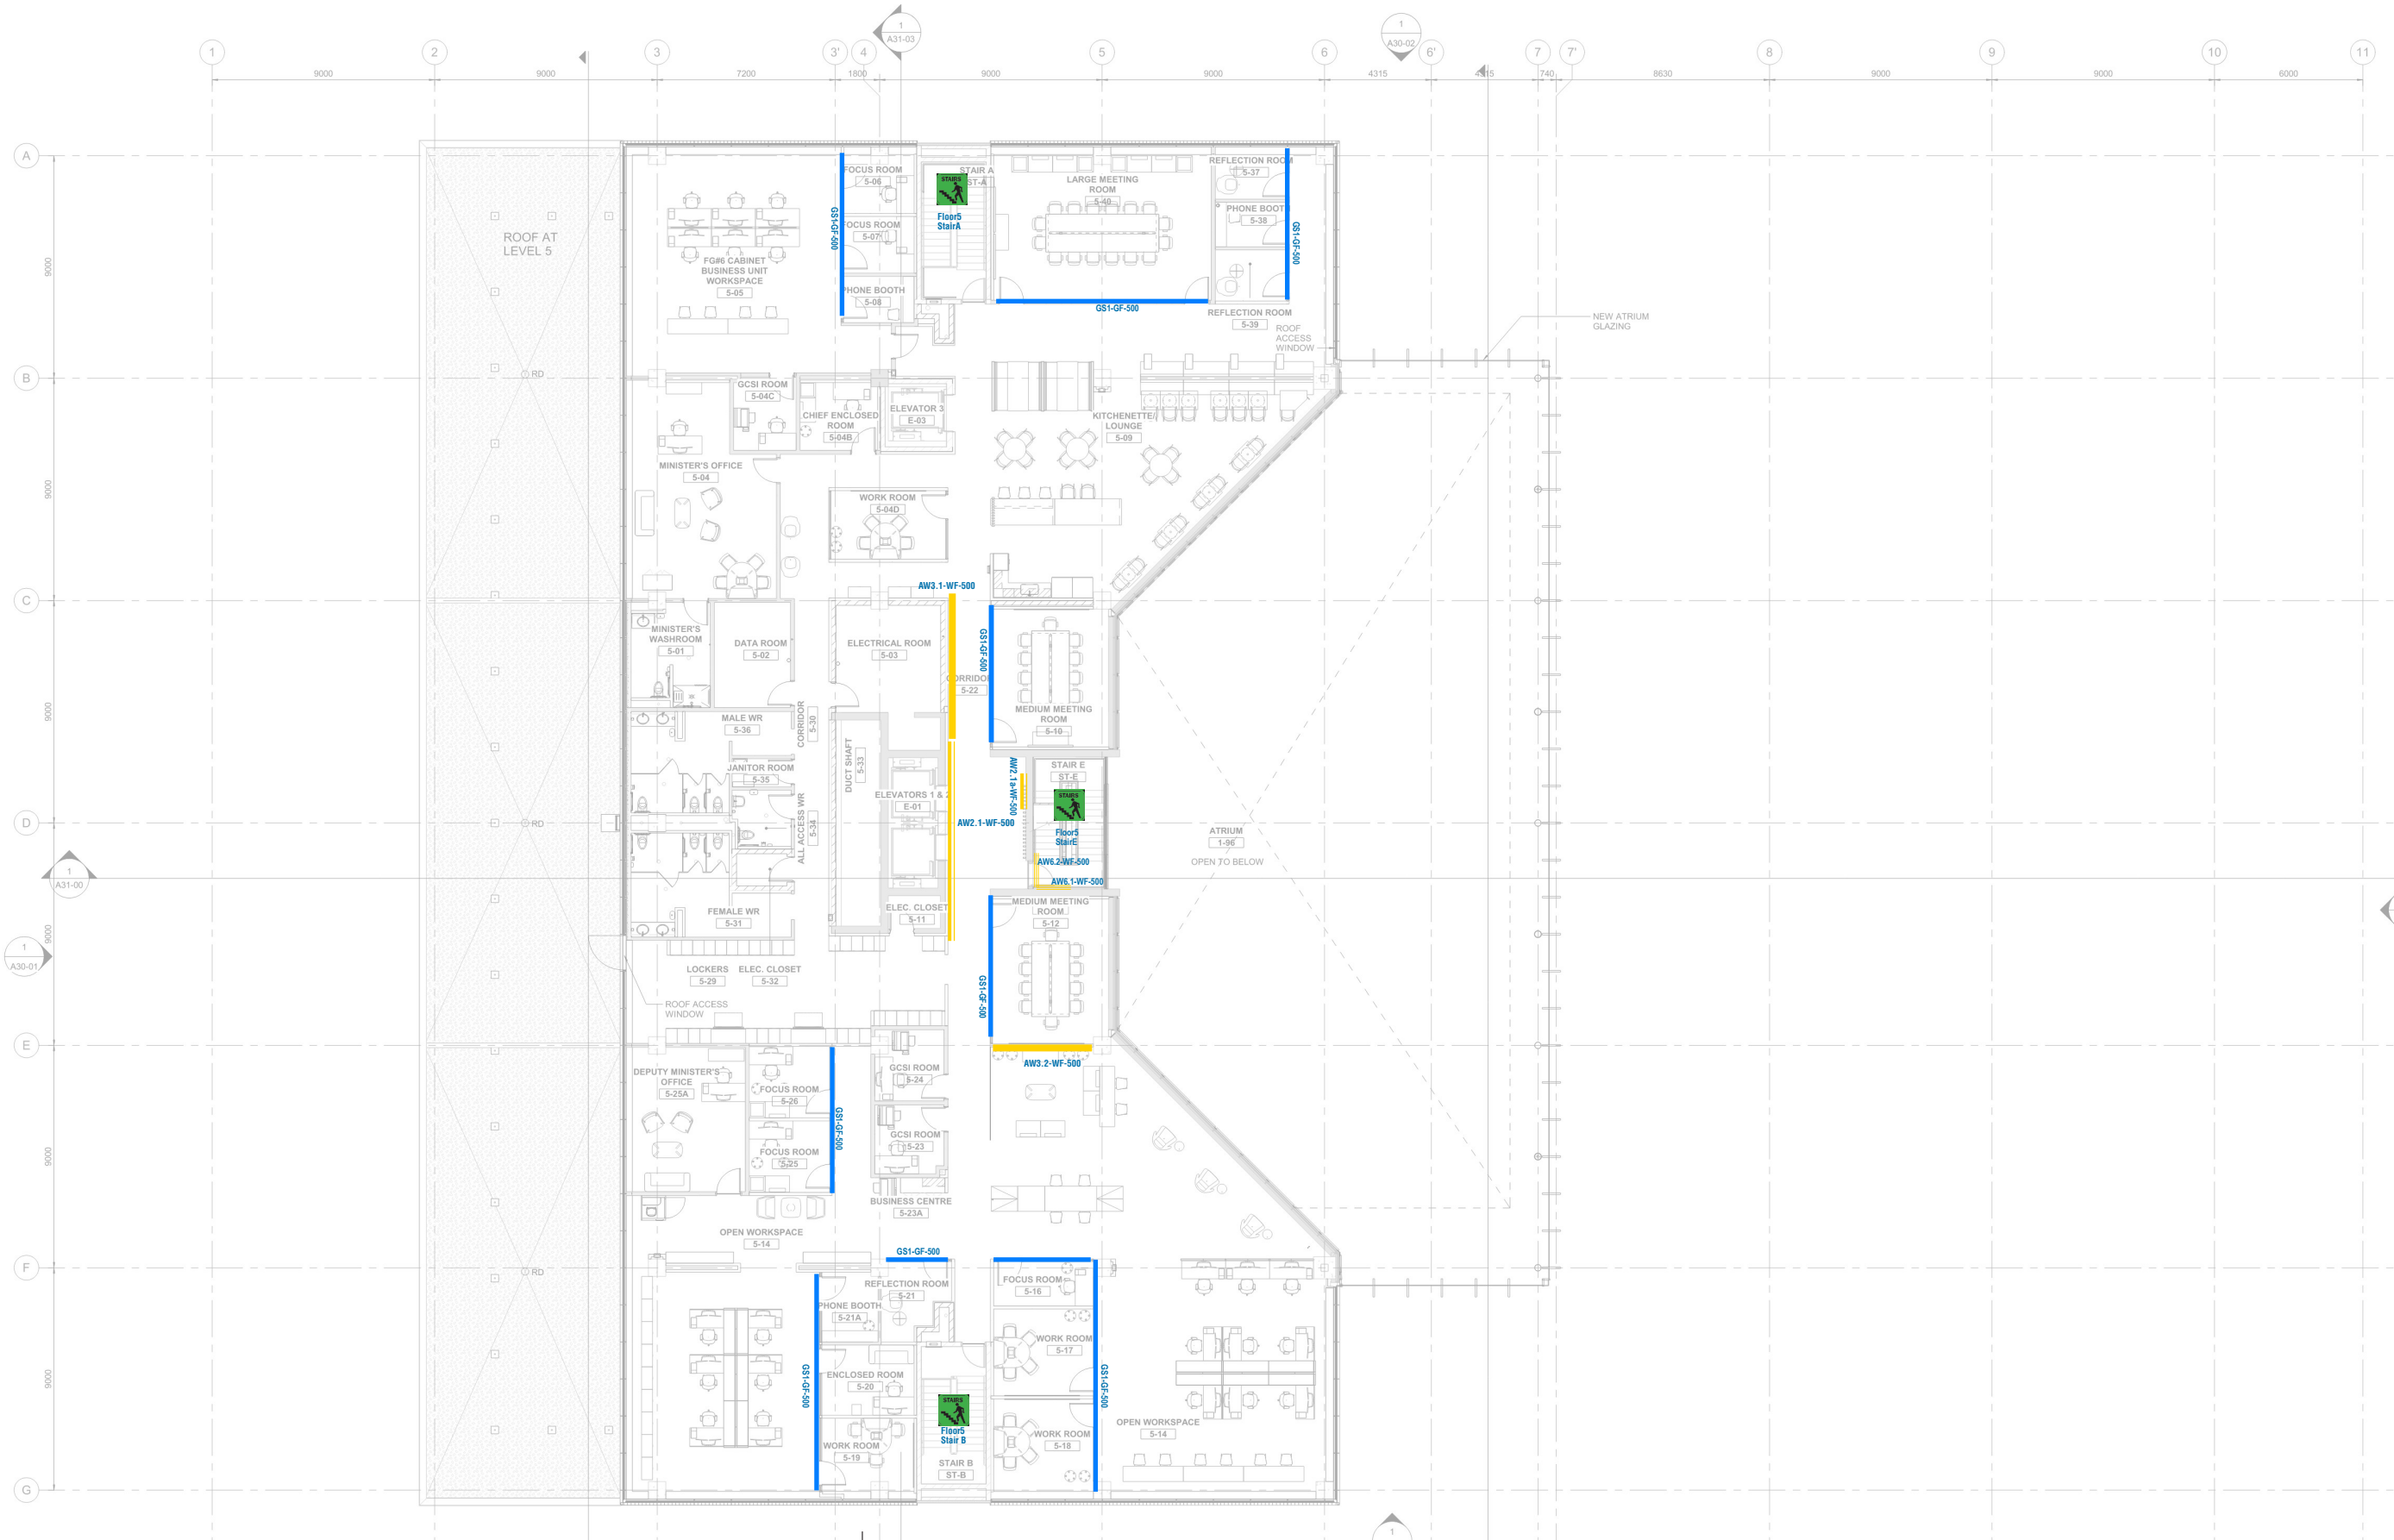 1
A31-03
1
A30-02
1
2
3
3'
4
5
6
6'
7
7'
8
9
10
11
9000
9000
7200
1800
9000
9000
4315
4315
740
8630
9000
9000
6000
A
B
C
D
E
F
G
9000
9000
9000
9000
9000
9000
ROOF AT
LEVEL 5
RD
RD
RD
FG#6 CABINET
BUSINESS UNIT
WORKSPACE
5-05
GS1-GF-500
FOCUS ROOM
5-06
FOCUS ROOM
5-07
PHONE BOOTH
5-08
STAIR A
ST-A
STAIRS
Floor5
StairA
LARGE MEETING
ROOM
5-40
GS1-GF-500
REFLECTION ROOM
5-37
PHONE BOOTH
5-38
GS1-GF-500
REFLECTION ROOM
5-39
ROOF
ACCESS
WINDOW
NEW ATRIUM
GLAZING
GCSI ROOM
5-04C
CHIEF ENCLOSED
ROOM
5-04B
ELEVATOR 3
E-03
KITCHENETTE/
LOUNGE
5-09
MINISTER'S OFFICE
5-04
WORK ROOM
5-04D
AW3.1-WF-500
MINISTER'S
WASHROOM
5-01
DATA ROOM
5-02
ELECTRICAL ROOM
5-03
GS1-GF-500
CORRIDOR
5-22
MEDIUM MEETING
ROOM
5-10
MALE WR
5-36
CORRIDOR
5-30
JANITOR ROOM
5-35
DUCT SHAFT
5-33
ALL ACCESS WR
5-34
ELEVATORS 1 & 2
E-01
AW2.1-WF-500
AW2.1a-WF-500
STAIR E
ST-E
STAIRS
Floor5
StairE
AW6.2-WF-500
AW6.1-WF-500
ATRIUM
1-96
OPEN TO BELOW
1
A31-00
1
A30-01
FEMALE WR
5-31
ELEC. CLOSET
5-11
MEDIUM MEETING
ROOM
5-12
GS1-GF-500
LOCKERS
5-29
ELEC. CLOSET
5-32
ROOF ACCESS
WINDOW
AW3.2-WF-500
DEPUTY MINISTER'S
OFFICE
5-25A
FOCUS ROOM
5-26
GS1-GF-500
FOCUS ROOM
5-25
GCSI ROOM
5-24
GCSI ROOM
5-23
BUSINESS CENTRE
5-23A
OPEN WORKSPACE
5-14
GS1-GF-500
REFLECTION ROOM
5-21
PHONE BOOTH
5-21A
FOCUS ROOM
5-16
WORK ROOM
5-17
GS1-GF-500
ENCLOSED ROOM
5-20
GS1-GF-500
STAIRS
Floor5
Stair B
WORK ROOM
5-19
STAIR B
ST-B
WORK ROOM
5-18
OPEN WORKSPACE
5-14
1